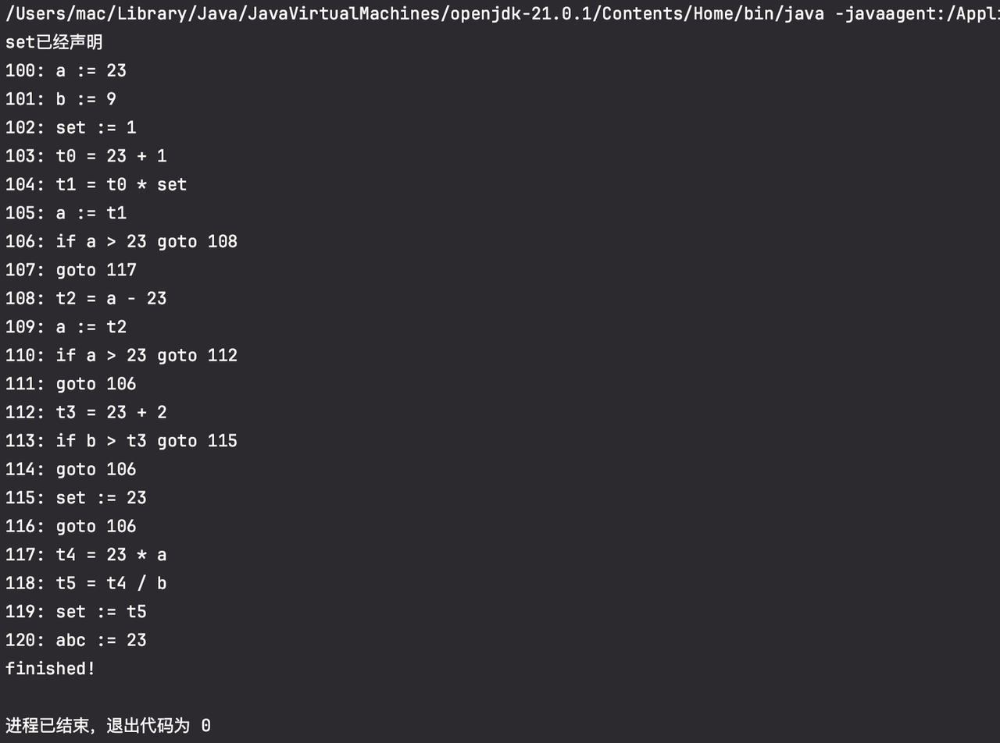 /Users/mac/Library/Java/JavaVirtualMachines/openjdk-21.0.1/Contents/Home/bin/java -javaagent:/Appli
set已经声明
100: a := 23
101: b := 9
102: set := 1
103: t0 = 23 + 1
104: t1 = t0 * set
105: a := t1
106: if a > 23 goto 108
107: goto 117
108: t2 = a - 23
109: a := t2
110: if a > 23 goto 112
111: goto 106
112: t3 = 23 + 2
113: if b > t3 goto 115
114: goto 106
115: set := 23
116: goto 106
117: t4 = 23 * a
118: t5 = t4 / b
119: set := t5
120: abc := 23
finished!
进程已结束，退出代码为 0